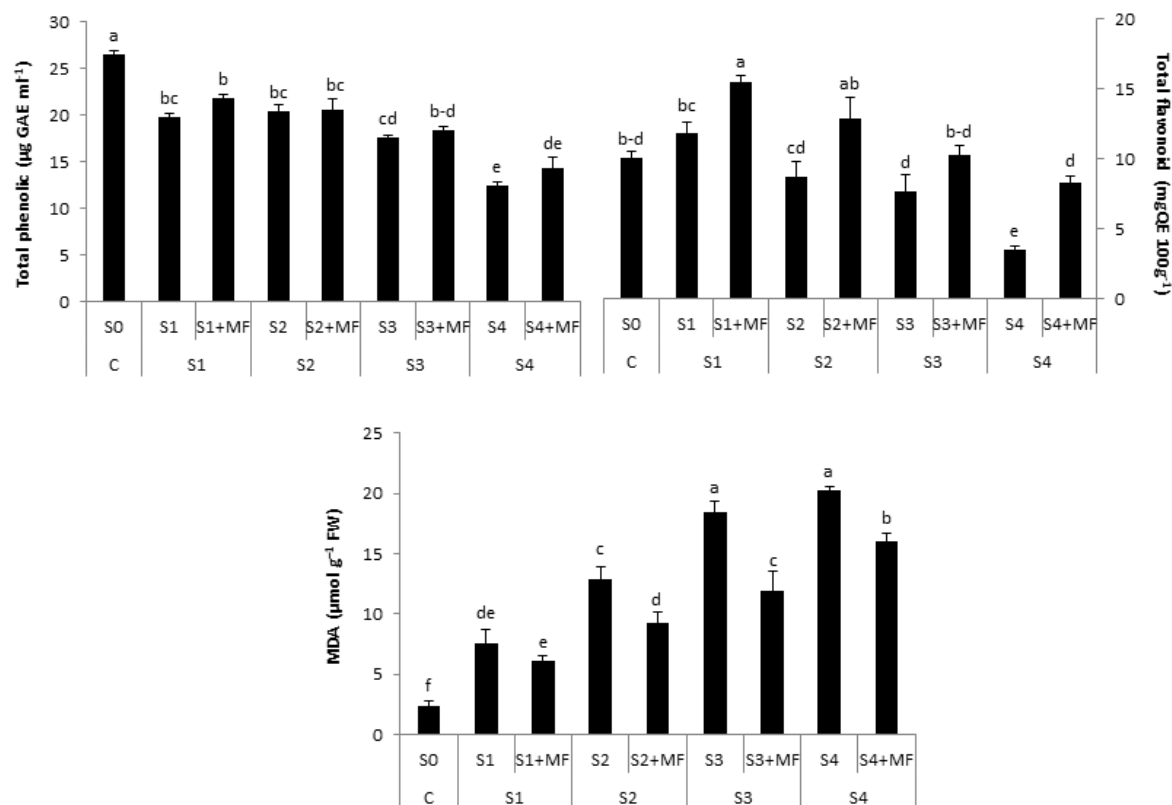 Total phenolic (µg GAE ml⁻¹)
30
25
20
15
10
5
0
a
bc
b
bc
bc
cd
b-d
e
de
S0 S1 S1+MF S2 S2+MF S3 S3+MF S4 S4+MF
C S1 S2 S3 S4
Total flavonoid (mgQE 100g⁻¹)
20
15
10
5
0
b-d
bc
a
cd
ab
d
b-d
e
d
S0 S1 S1+MF S2 S2+MF S3 S3+MF S4 S4+MF
C S1 S2 S3 S4
MDA (µmol g⁻¹ FW)
25
20
15
10
5
0
f
de
e
c
d
a
c
a
b
S0 S1 S1+MF S2 S2+MF S3 S3+MF S4 S4+MF
C S1 S2 S3 S4